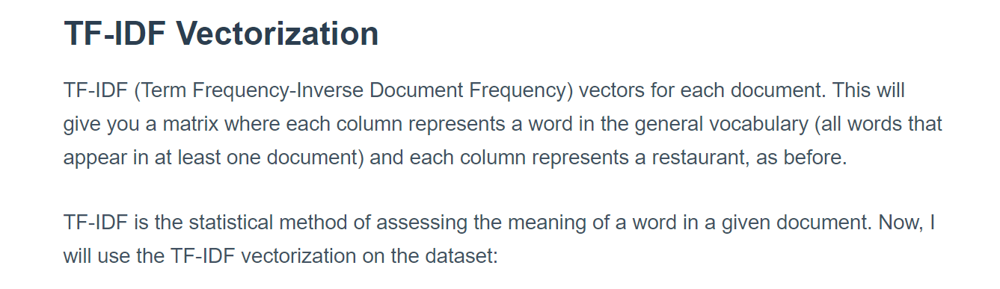 TF-IDF Vectorization
TF-IDF (Term Frequency-Inverse Document Frequency) vectors for each document. This will
give you a matrix where each column represents a word in the general vocabulary (all words that
appear in at least one document) and each column represents a restaurant, as before.
TF-IDF is the statistical method of assessing the meaning of a word in a given document. Now, I
will use the TF-IDF vectorization on the dataset: